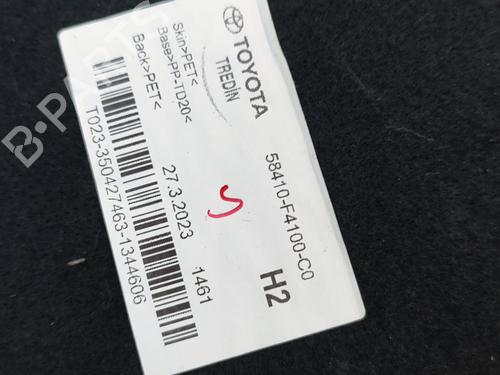 TOYOTA
TREDİN
58410-F4100-C0
H2
Skin>PET<
Base>PP-TD20<
Back>PET<
27.3.2023
1461
T023-350427463-1344606
B-PARTS